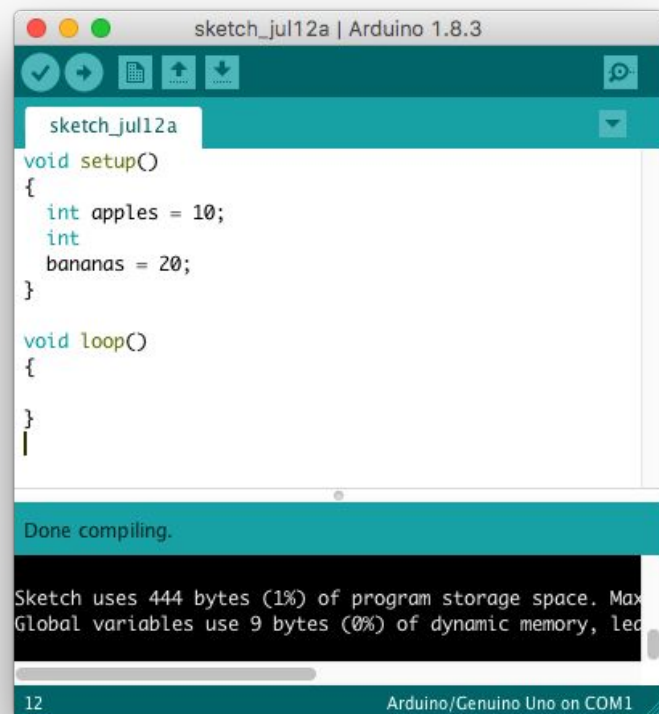 sketch_jul12a | Arduino 1.8.3
sketch_jul12a
void setup()
{
  int apples = 10;
  int
  bananas = 20;
}
void loop()
{
}
Done compiling.
Sketch uses 444 bytes (1%) of program storage space. Max
Global variables use 9 bytes (0%) of dynamic memory, lea
12
Arduino/Genuino Uno on COM1